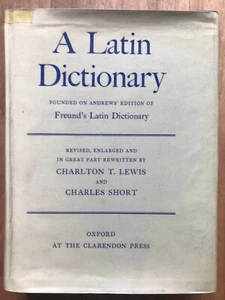 A Latin
Dictionary
FOUNDED ON ANDREWS' EDITION OF
Freund's Latin Dictionary
REVISED, ENLARGED AND
IN GREAT PART REWRITTEN BY
CHARLTON T. LEWIS
AND
CHARLES SHORT
OXFORD
AT THE CLARENDON PRESS